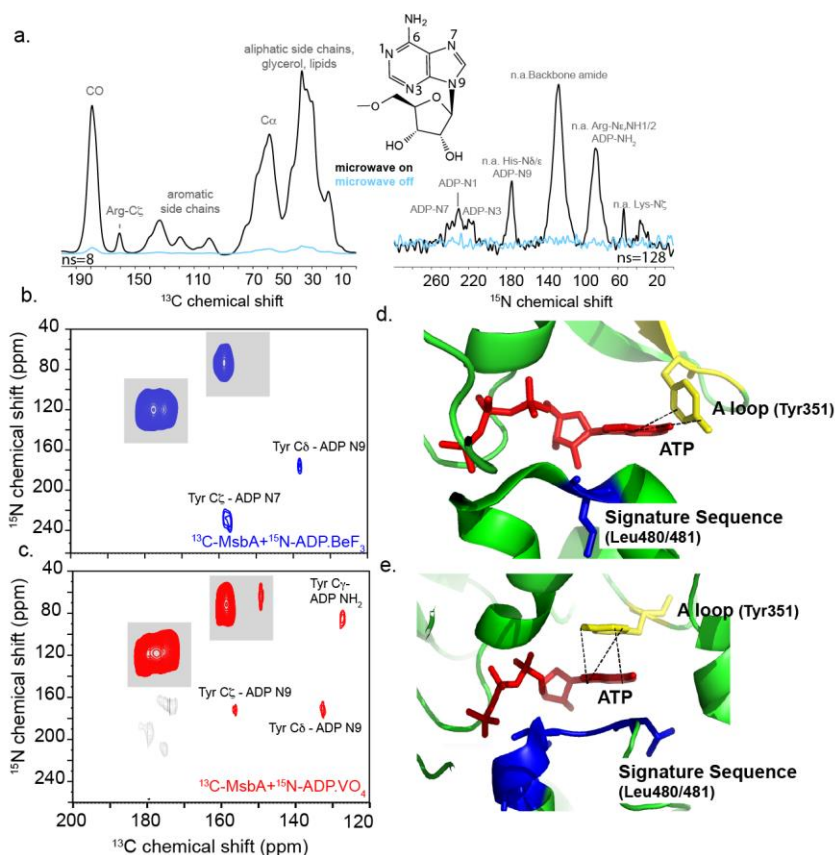 a.
NH₂
1
N
6
7
N
N
3
N
9
O
O
HO
OH
CO
Arg-Cζ
aromatic
side chains
Cα
aliphatic side chains,
glycerol, lipids
microwave on
microwave off
ns=8
190 150 110 70 50 30 10
¹³C chemical shift
ADP-N7
ADP-N1
ADP-N3
n.a. His-Nδ/ε
ADP-N9
n.a.Backbone amide
n.a. Arg-Nε,NH1/2
ADP-NH₂
n.a. Lys-Nζ
ns=128
260 220 180 140 100 60 40 20 0
¹⁵N chemical shift
b.
40
80
120
160
200
240
¹⁵N chemical shift (ppm)
Tyr Cδ - ADP N9
Tyr Cζ - ADP N7
¹³C-MsbA+¹⁵N-ADP.BeF₃
c.
40
80
120
160
200
240
¹⁵N chemical shift (ppm)
Tyr Cγ-
ADP NH₂
Tyr Cζ - ADP N9
Tyr Cδ - ADP N9
¹³C-MsbA+¹⁵N-ADP.VO₄
200 180 160 140 120
¹³C chemical shift (ppm)
d.
A loop (Tyr351)
ATP
Signature Sequence
(Leu480/481)
e.
A loop (Tyr351)
ATP
Signature Sequence
(Leu480/481)